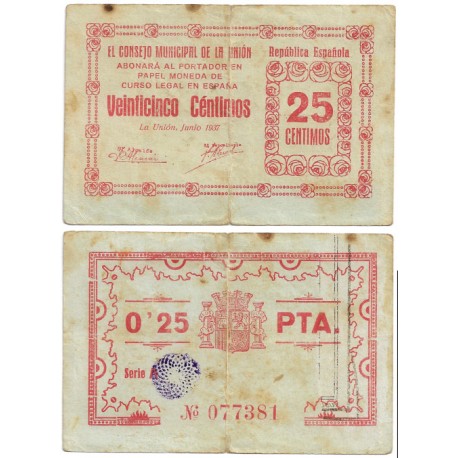 EL CONSEJO MUNICIPAL DE LA UNIÓN
ABONARÁ AL PORTADOR EN
PAPEL MONEDA DE
CURSO LEGAL EN ESPAÑA
Veinticinco Céntimos
La Unión, Junio 1937
República Española
25
CENTIMOS
0'25 PTA.
Serie
Nº 077381